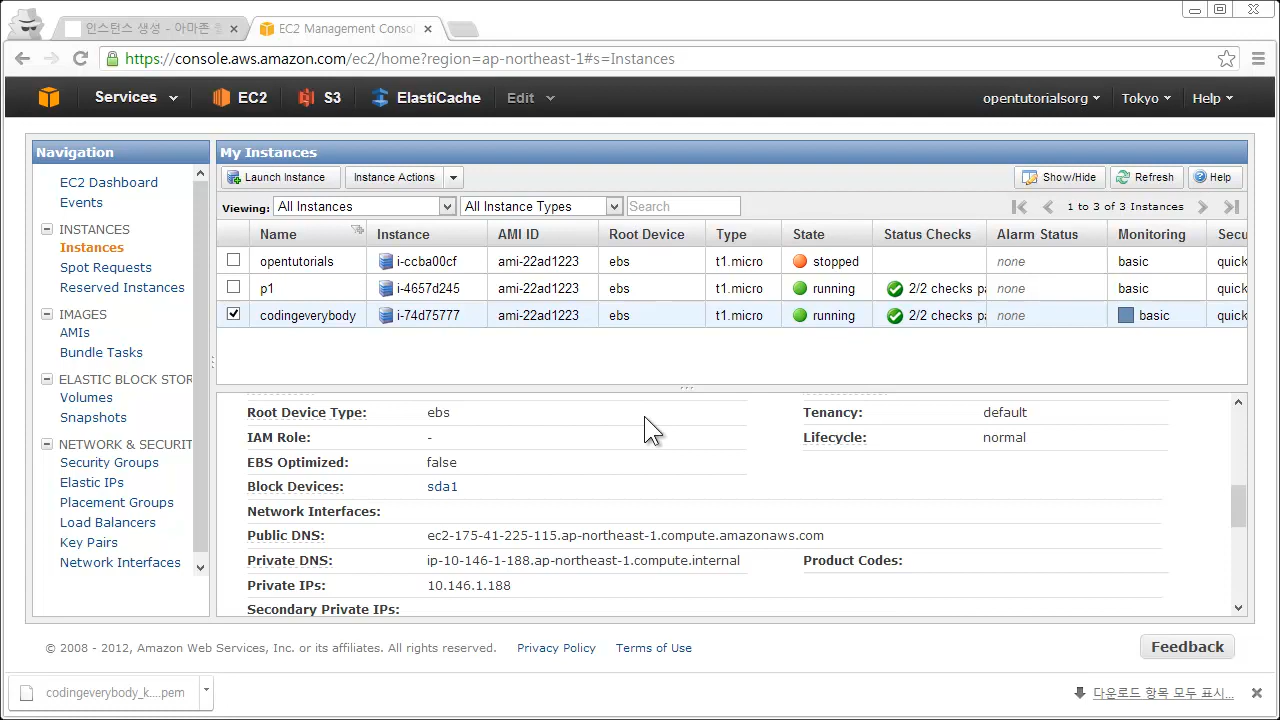 인스턴스 생성 - 아마존 
EC2 Management Conso
https://console.aws.amazon.com/ec2/home?region=ap-northeast-1#s=Instances
Services EC2 S3 ElastiCache Edit opentutorialsorg Tokyo Help
Navigation
EC2 Dashboard
Events
INSTANCES
Instances
Spot Requests
Reserved Instances
IMAGES
AMIs
Bundle Tasks
ELASTIC BLOCK STOR
Volumes
Snapshots
NETWORK & SECURIT
Security Groups
Elastic IPs
Placement Groups
Load Balancers
Key Pairs
Network Interfaces
My Instances
Launch Instance Instance Actions Show/Hide Refresh Help
Viewing: All Instances All Instance Types Search 1 to 3 of 3 Instances
Name Instance AMI ID Root Device Type State Status Checks Alarm Status Monitoring Secu
opentutorials i-ccba00cf ami-22ad1223 ebs t1.micro stopped none basic quick
p1 i-4657d245 ami-22ad1223 ebs t1.micro running 2/2 checks pa none basic quick
codingeverybody i-74d75777 ami-22ad1223 ebs t1.micro running 2/2 checks pa none basic quick
Root Device Type: ebs Tenancy: default
IAM Role: - Lifecycle: normal
EBS Optimized: false
Block Devices: sda1
Network Interfaces:
Public DNS: ec2-175-41-225-115.ap-northeast-1.compute.amazonaws.com
Private DNS: ip-10-146-1-188.ap-northeast-1.compute.internal Product Codes:
Private IPs: 10.146.1.188
Secondary Private IPs:
© 2008 - 2012, Amazon Web Services, Inc. or its affiliates. All rights reserved. Privacy Policy Terms of Use Feedback
codingeverybody_k....pem 다운로드 항목 모두 표시...